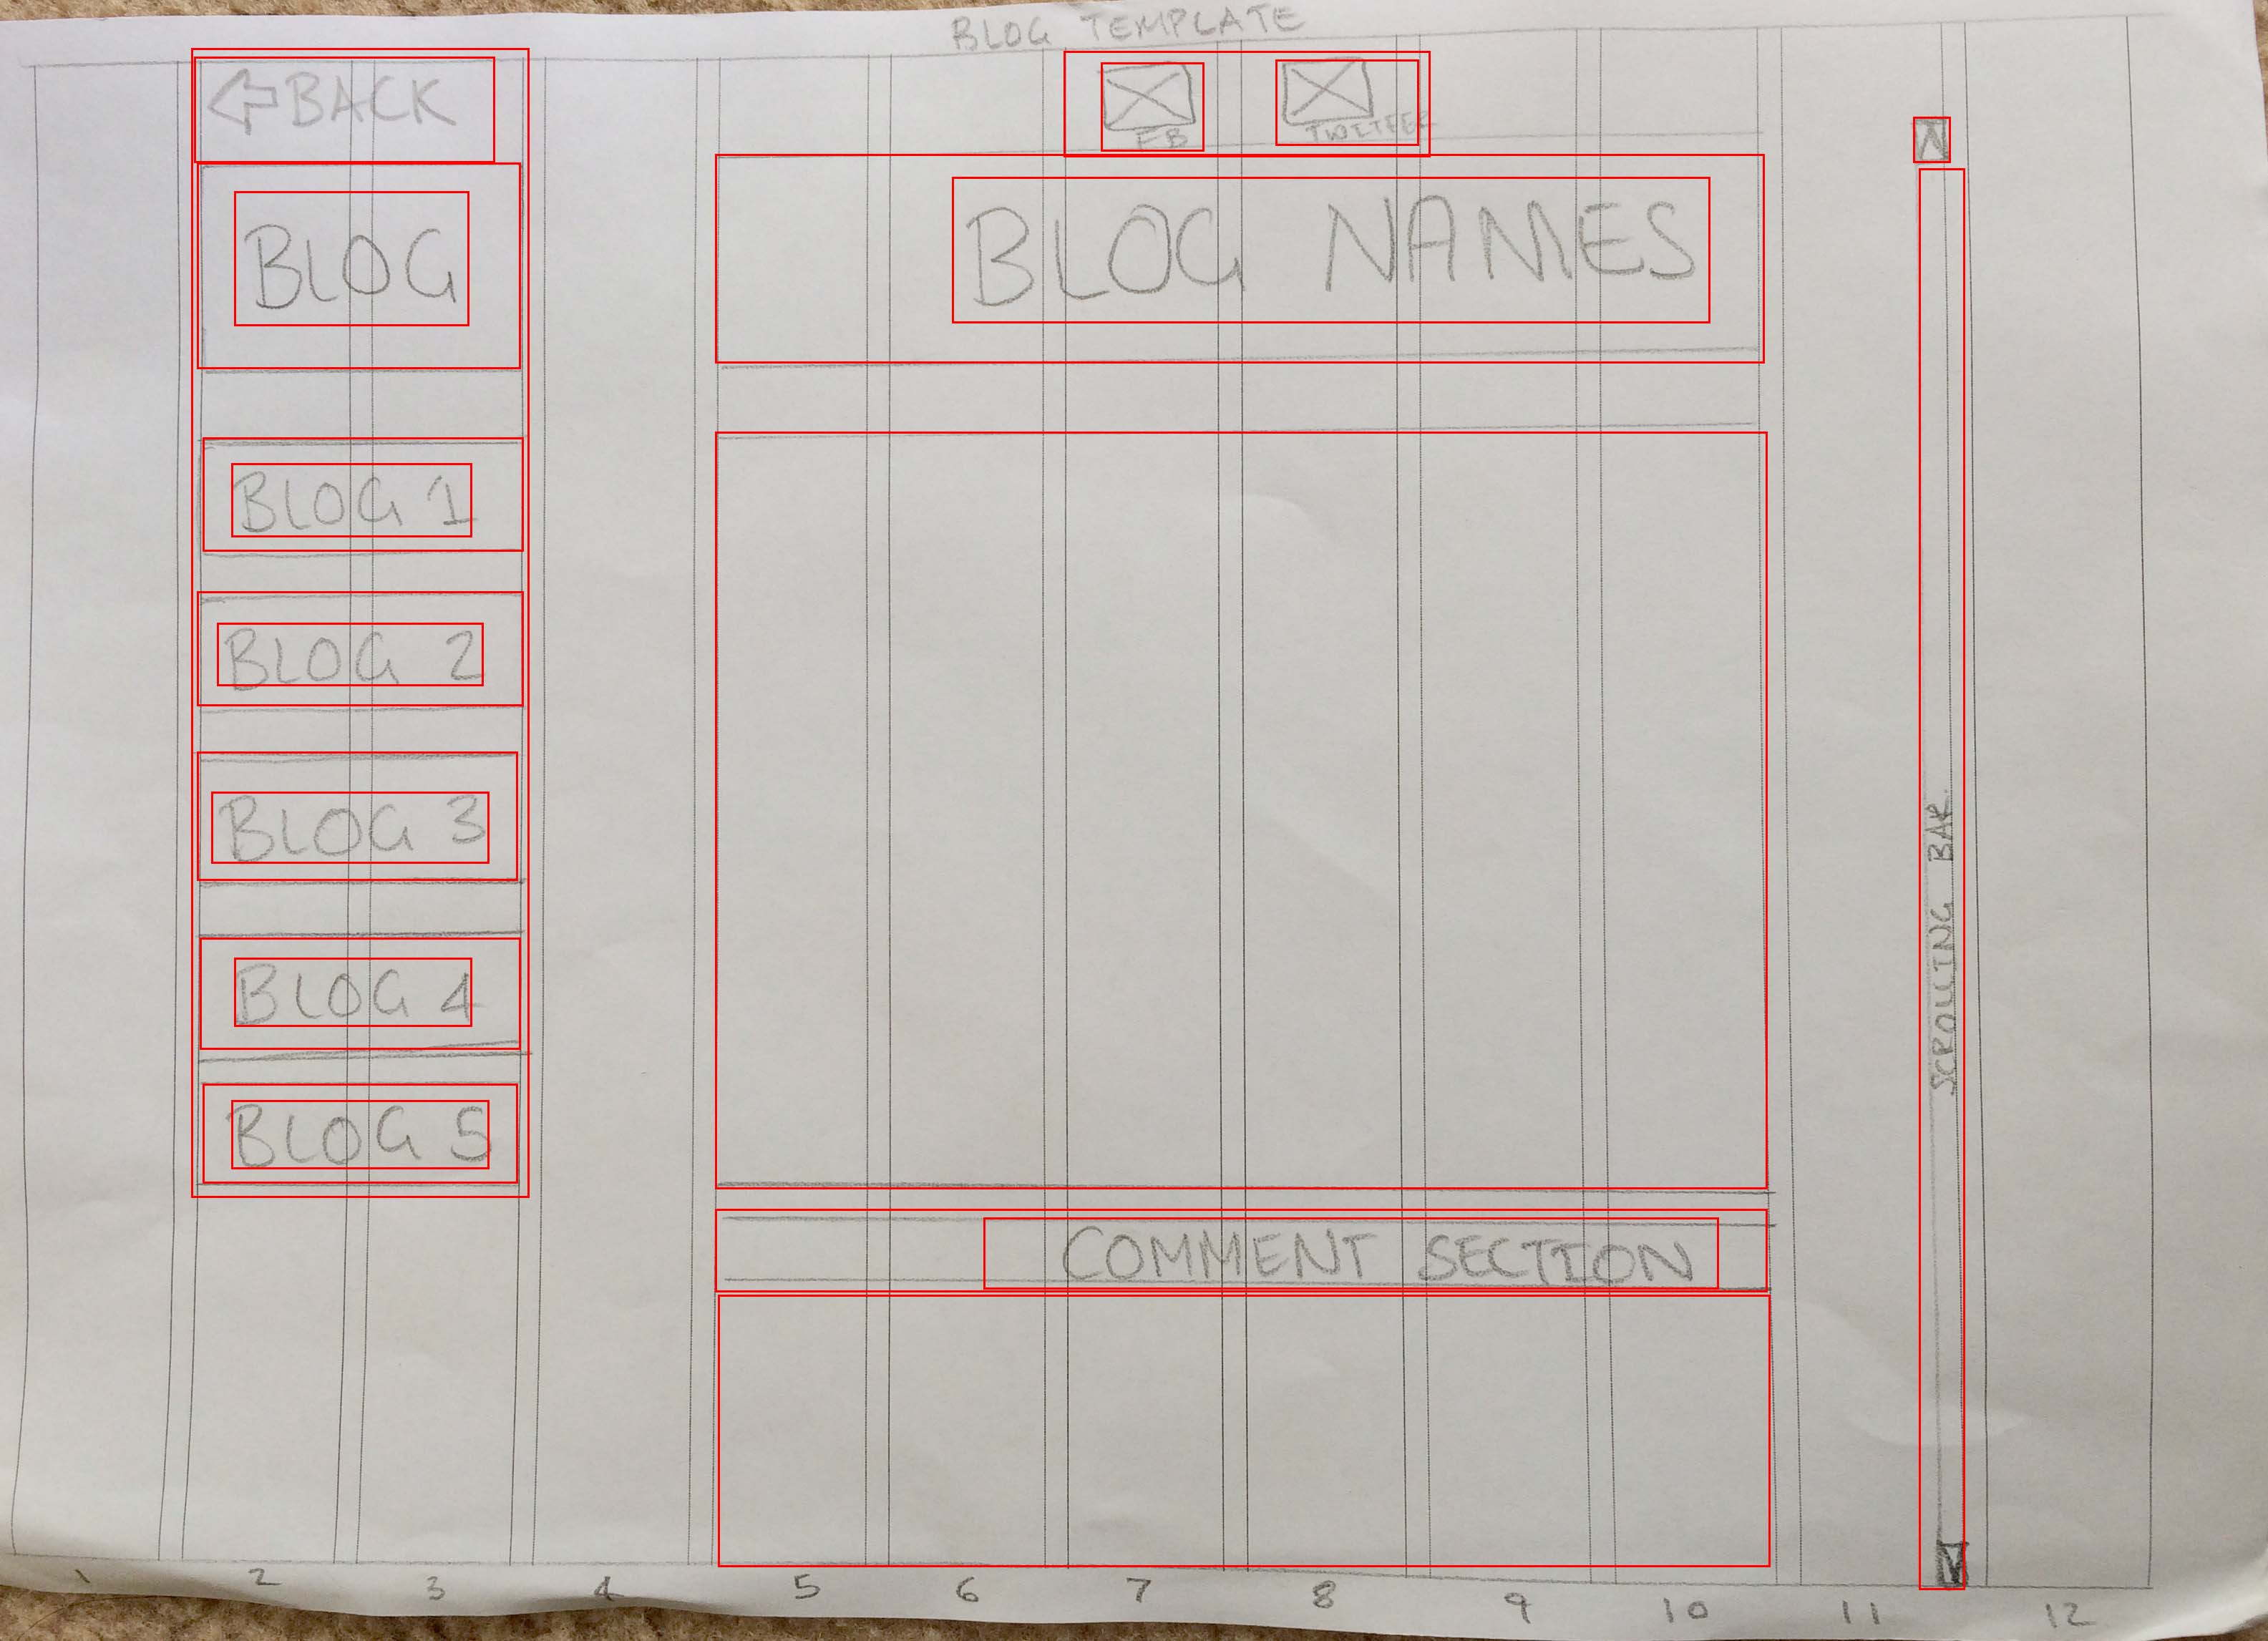 BLOG TEMPLATE
BACK
FB
TWITTER
BLOG
BLOG NAMES
BLOG 1
BLOG 2
BLOG 3
BLOG 4
BLOG 5
SCROLLING BAR.
COMMENT SECTION
1 2 3 4 5 6 7 8 9 10 11 12